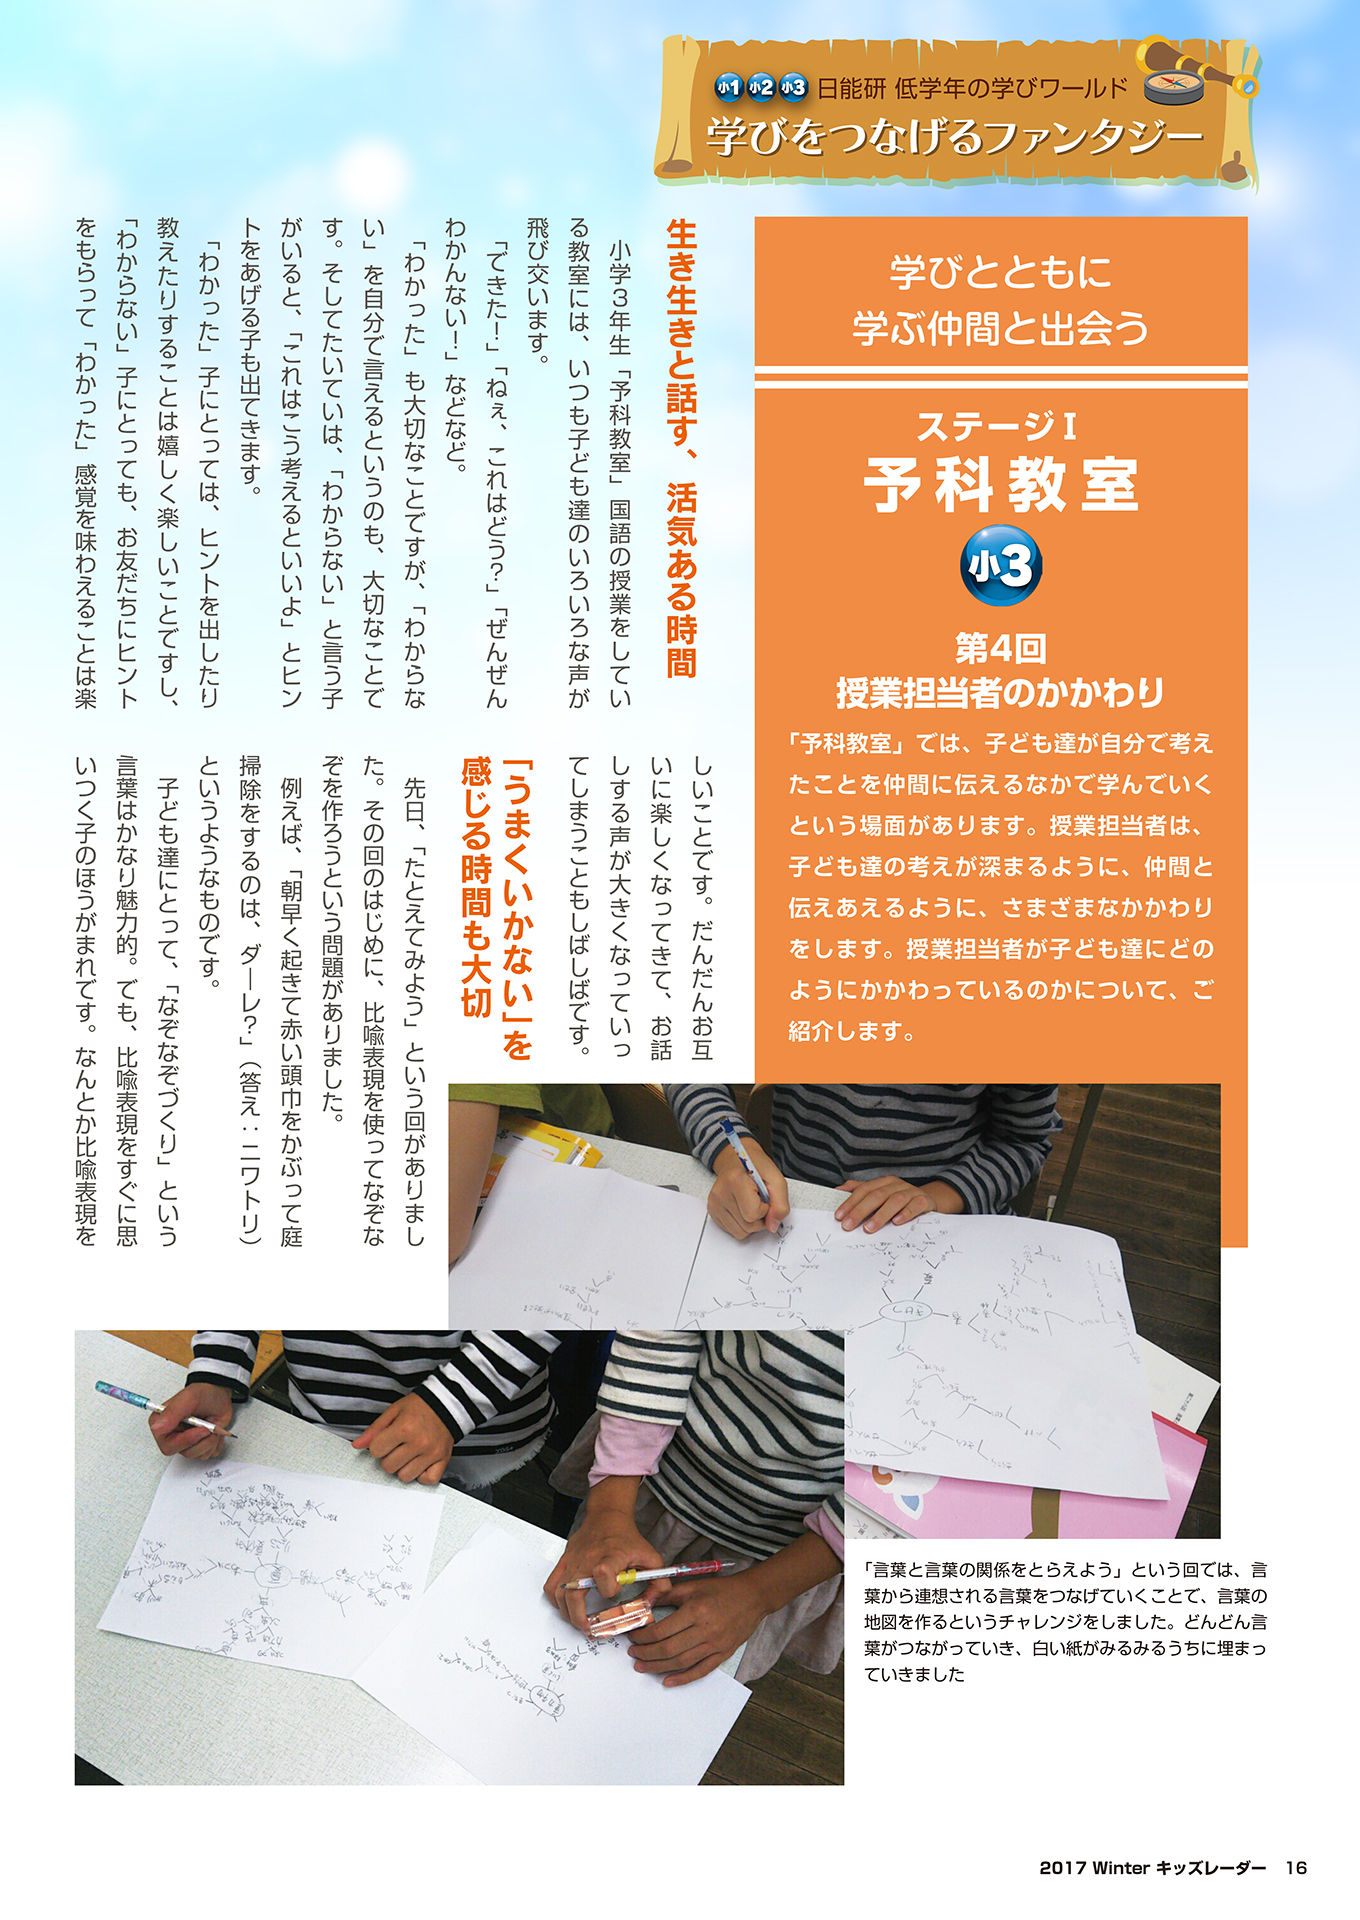 小1 小2 小3 日能研 低学年の学びワールド
学びをつなげるファンタジー
学びとともに
学ぶ仲間と出会う
ステージⅠ
予科教室
小3
第4回
授業担当者のかかわり
「予科教室」では、子ども達が自分で考え
たことを仲間に伝えるなかで学んでいく
という場面があります。授業担当者は、
子ども達の考えが深まるように、仲間と
伝えあえるように、さまざまなかかわり
をします。授業担当者が子ども達にどの
ようにかかわっているのかについて、ご
紹介します。
生き生きと話す、活気ある時間
小学3年生「予科教室」国語の授業をしてい
る教室には、いつも子ども達のいろいろな声が
飛び交います。
「できた！」「ねぇ、これはどう？」「ぜんぜん
わかんない！」などなど。
「わかった」も大切なことですが、「わからな
い」を自分で言えるというのも、大切なことで
す。そしてたいていは、「わからない」と言う子
がいると、「これはこう考えるといいよ」とヒン
トをあげる子も出てきます。
「わかった」子にとっては、ヒントを出したり
教えたりすることは嬉しく楽しいことですし、
「わからない」子にとっても、お友だちにヒント
をもらって「わかった」感覚を味わえることは楽
しいことです。だんだんお互
いに楽しくなってきて、お話
しする声が大きくなっていっ
てしまうこともしばしばです。
「うまくいかない」を
感じる時間も大切
先日、「たとえてみよう」という回がありまし
た。その回のはじめに、比喩表現を使ってなぞな
ぞを作ろうという問題がありました。
例えば、「朝早く起きて赤い頭巾をかぶって庭
掃除をするのは、ダーレ？」（答え：ニワトリ）
というようなものです。
子ども達にとって、「なぞなぞづくり」という
言葉はかなり魅力的。でも、比喩表現をすぐに思
いつく子のほうがまれです。なんとか比喩表現を
「言葉と言葉の関係をとらえよう」という回では、言
葉から連想される言葉をつなげていくことで、言葉の
地図を作るというチャレンジをしました。どんどん言
葉がつながっていき、白い紙がみるみるうちに埋まっ
ていきました
2017 Winter キッズレーダー 16